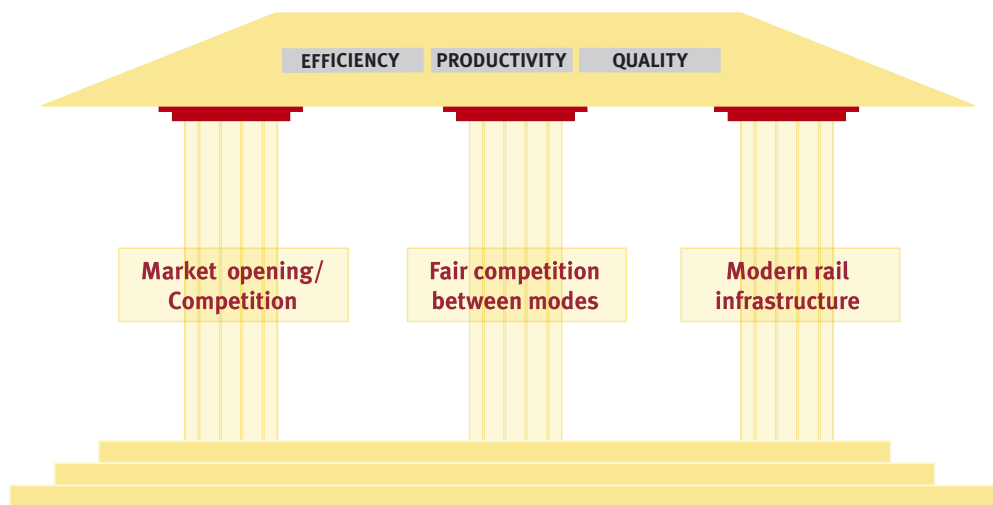 EFFICIENCY PRODUCTIVITY QUALITY
Market opening/
Competition
Fair competition
between modes
Modern rail
infrastructure